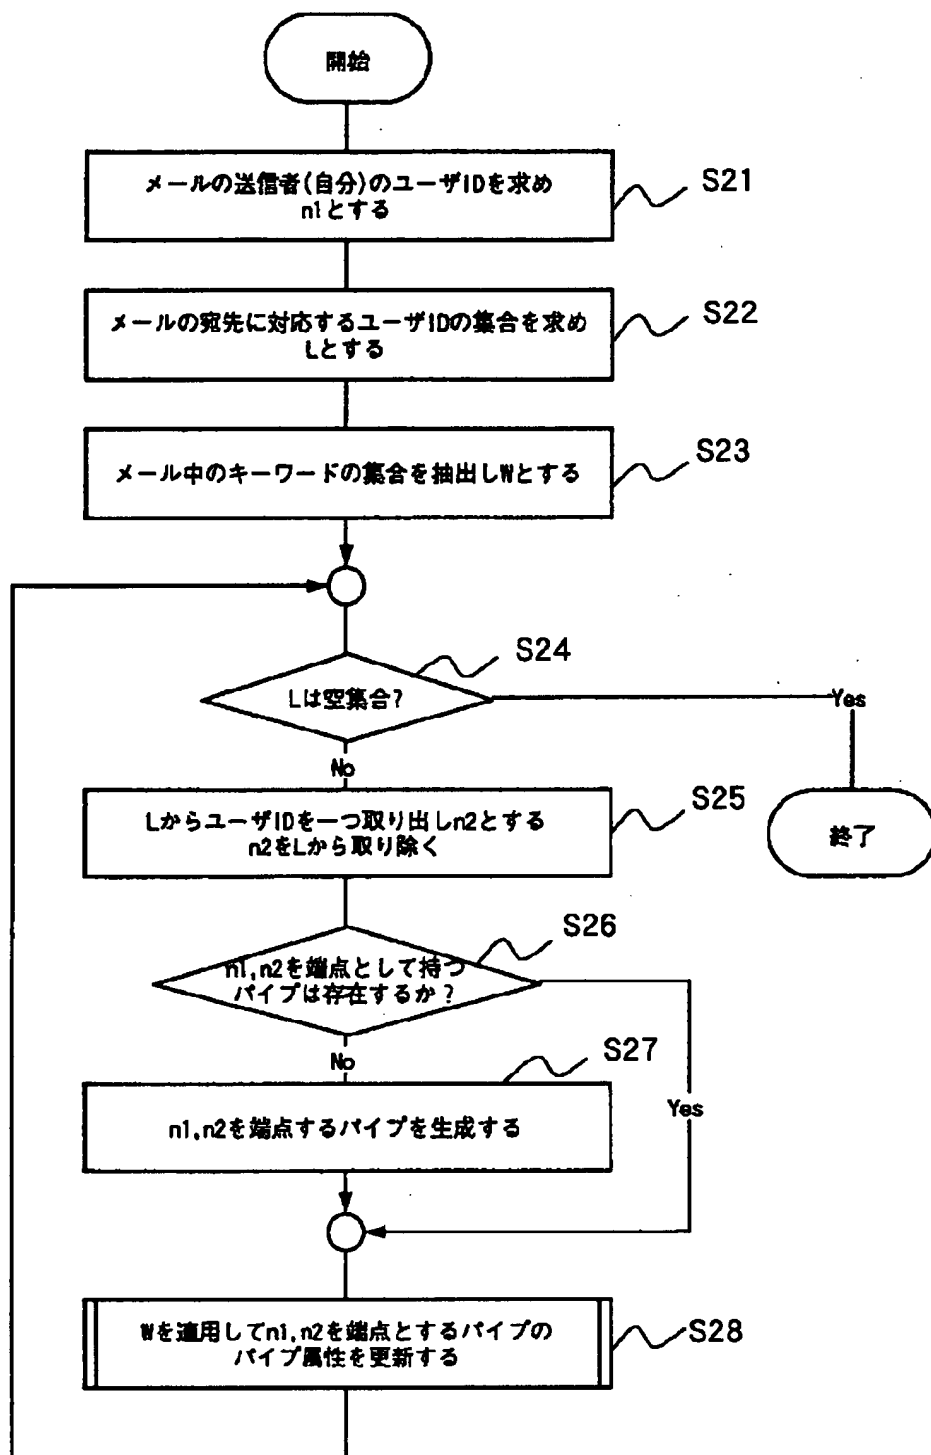 開始
メールの送信者(自分)のユーザIDを求め
n1とする
S21
メールの宛先に対応するユーザIDの集合を求め
Lとする
S22
メール中のキーワードの集合を抽出しWとする
S23
S24
Lは空集合?
Yes
No
LからユーザIDを一つ取り出しn2とする
n2をLから取り除く
S25
終了
S26
n1,n2を端点として持つ
パイプは存在するか?
No
Yes
S27
n1,n2を端点するパイプを生成する
Wを適用してn1,n2を端点とするパイプの
パイプ属性を更新する
S28